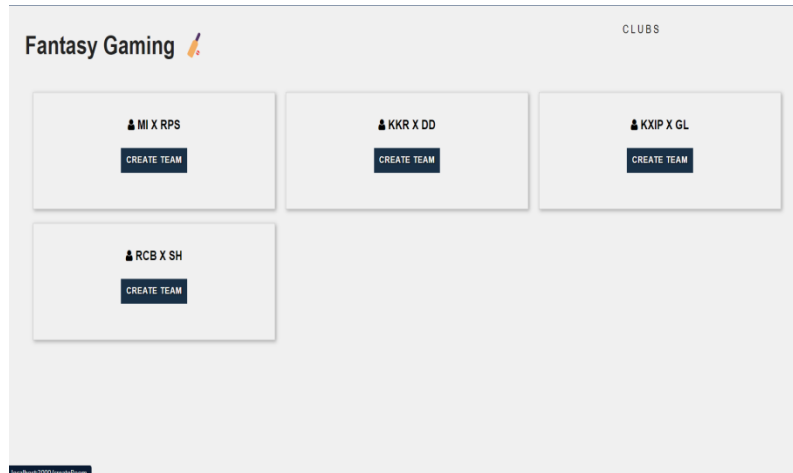 CLUBS
Fantasy Gaming
MI X RPS
KKR X DD
KXIP X GL
CREATE TEAM
CREATE TEAM
CREATE TEAM
RCB X SH
CREATE TEAM